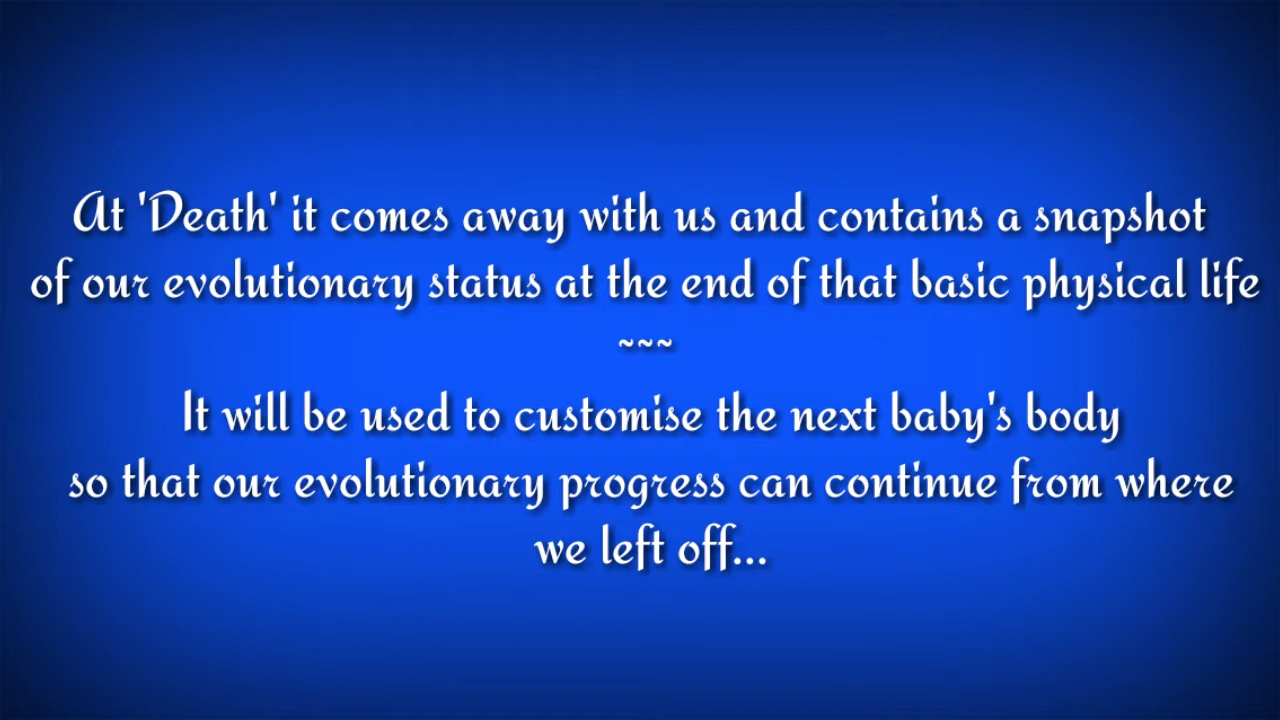 At 'Death' it comes away with us and contains a snapshot
of our evolutionary status at the end of that basic physical life
~~~
It will be used to customise the next baby's body
so that our evolutionary progress can continue from where
we left off...